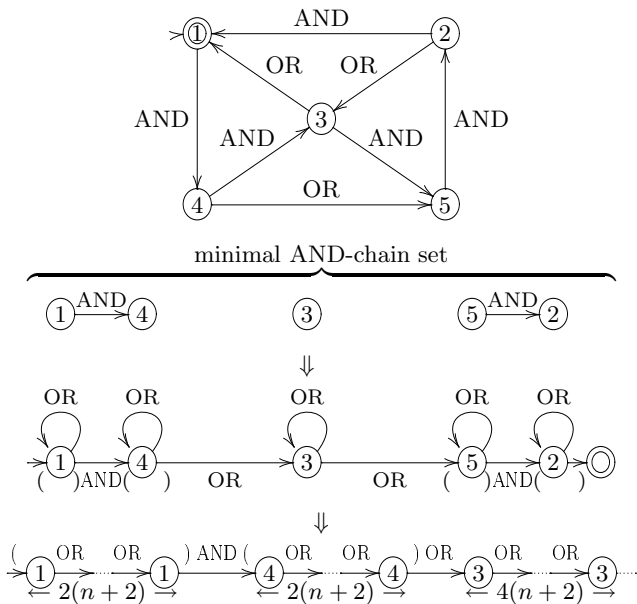 AND
1 2
OR OR
AND 3 AND
AND AND
4 OR 5
minimal AND-chain set
1 AND 4 3 5 AND 2
⇓
OR OR OR OR OR
1 4 3 5 2
( )AND( ) OR OR ( )AND( )
⇓
( OR OR ) AND ( OR OR ) OR OR OR
1 1 4 4 3 3
2(n+2) 2(n+2) 4(n+2)